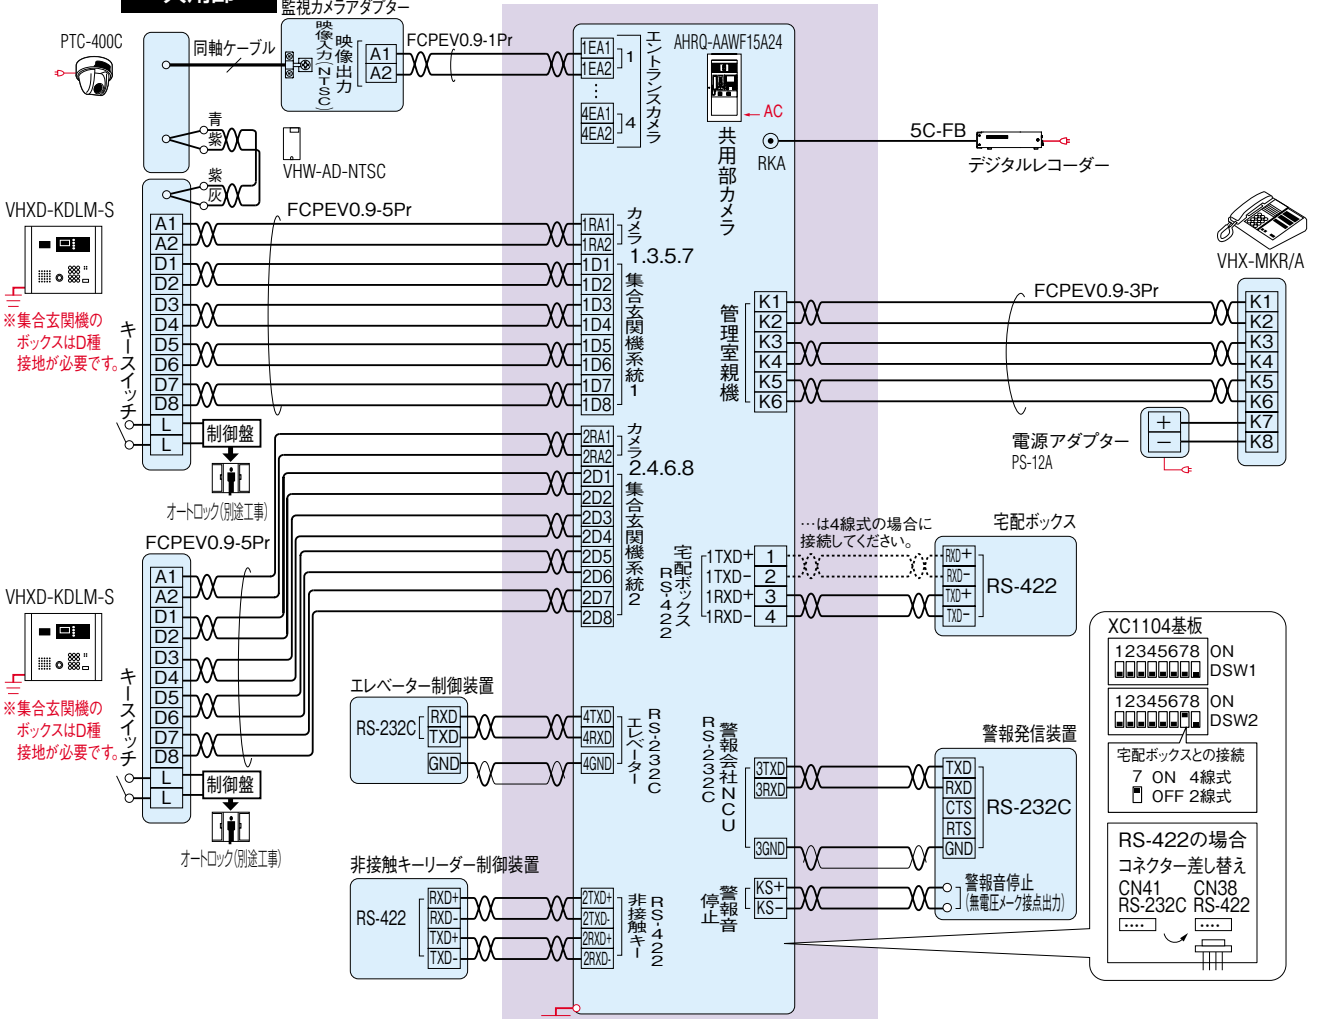 監視カメラアダプター
PTC-400C
同軸ケーブル
映像入力(NTSC)
映像出力
A1
A2
FCPEV0.9-1Pr
VHW-AD-NTSC
青
紫
紫
灰
1EA1
1EA2
1
⋮
4EA1
4EA2
4
エントランスカメラ
AHRQ-AAWF15A24
AC
共用部カメラ
RKA
5C-FB
デジタルレコーダー
VHXD-KDLM-S
※集合玄関機の
ボックスはD種
接地が必要です。
キースイッチ
A1
A2
D1
D2
D3
D4
D5
D6
D7
D8
L
L
FCPEV0.9-5Pr
制御盤
オートロック(別途工事)
1RA1
1RA2
1D1
1D2
1D3
1D4
1D5
1D6
1D7
1D8
カメラ
1.3.5.7
集合玄関機系統1
管理室親機
K1
K2
K3
K4
K5
K6
FCPEV0.9-3Pr
VHX-MKR/A
K1
K2
K3
K4
K5
K6
K7
K8
+
−
電源アダプター
PS-12A
FCPEV0.9-5Pr
VHXD-KDLM-S
※集合玄関機の
ボックスはD種
接地が必要です。
キースイッチ
A1
A2
D1
D2
D3
D4
D5
D6
D7
D8
L
L
制御盤
オートロック(別途工事)
2RA1
2RA2
2D1
2D2
2D3
2D4
2D5
2D6
2D7
2D8
カメラ
2.4.6.8
集合玄関機系統2
宅配ボックス
RS-422
1TXD+ 1
1TXD- 2
1RXD+ 3
1RXD- 4
…は4線式の場合に
接続してください。
宅配ボックス
RXD+
RXD-
TXD+
TXD-
RS-422
エレベーター制御装置
RS-232C
RXD
TXD
GND
4TXD
4RXD
4GND
エレベーター
RS-232C
警報会社NCU
RS-232C
3TXD
3RXD
3GND
警報発信装置
TXD
RXD
CTS
RTS
GND
RS-232C
警報音停止
KS+
KS−
警報音停止
(無電圧メーク接点出力)
非接触キーリーダー制御装置
RS-422
RXD+
RXD-
TXD+
TXD-
2TXD+
2TXD-
2RXD+
2RXD-
非接触キー
RS-422
XC1104基板
12345678 ON
DSW1
12345678 ON
DSW2
宅配ボックスとの接続
7 ON 4線式
OFF 2線式
RS-422の場合
コネクター差し替え
CN41 CN38
RS-232C RS-422